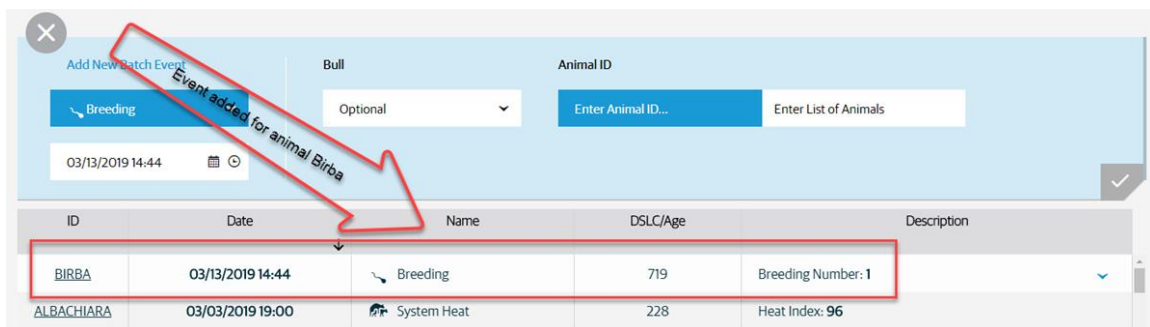 Add New Batch Event
Bull
Animal ID
Breeding
Optional
Enter Animal ID...
Enter List of Animals
03/13/2019 14:44
Event added for animal Birba
ID Date Name DSLC/Age Description
BIRBA 03/13/2019 14:44 Breeding 719 Breeding Number: 1
ALBACHIARA 03/03/2019 19:00 System Heat 228 Heat Index: 96